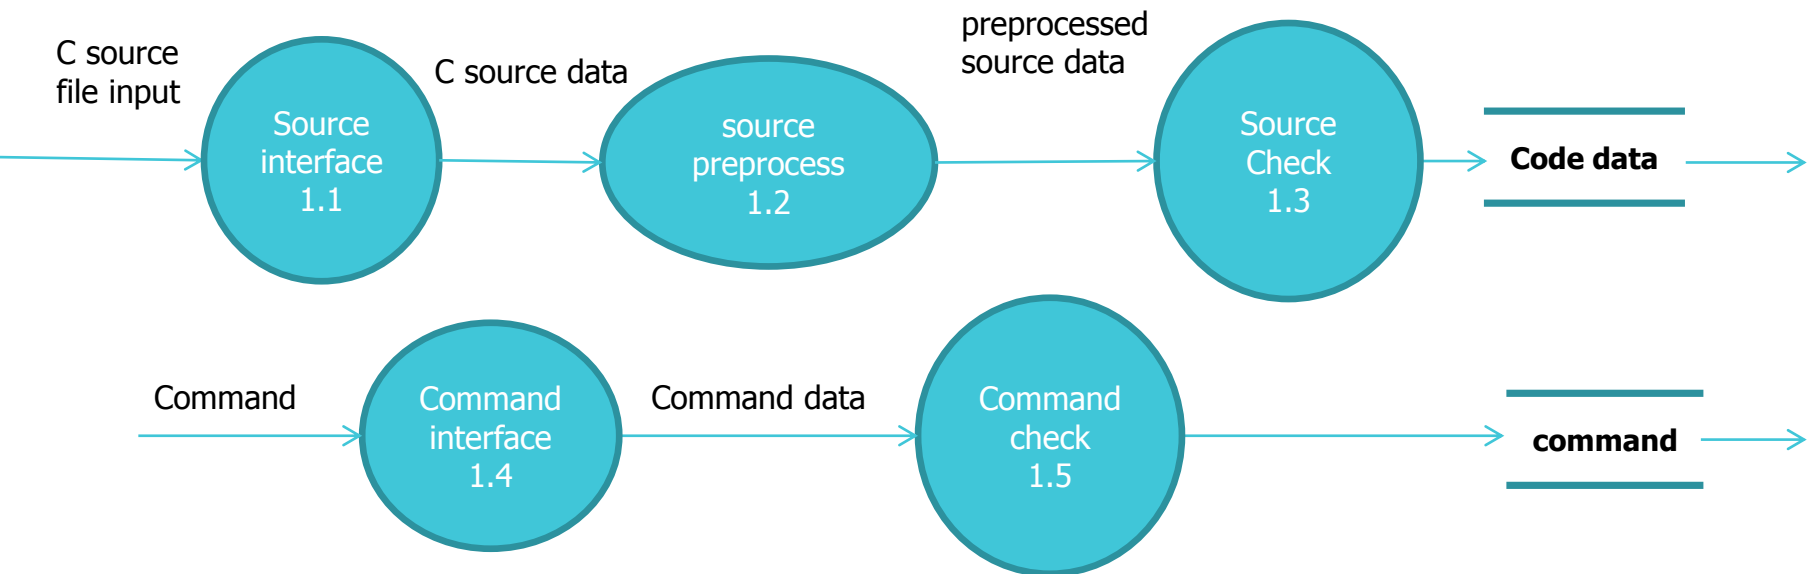 C source
file input
Source
interface
1.1
C source data
source
preprocess
1.2
preprocessed
source data
Source
Check
1.3
Code data
Command
Command
interface
1.4
Command data
Command
check
1.5
command